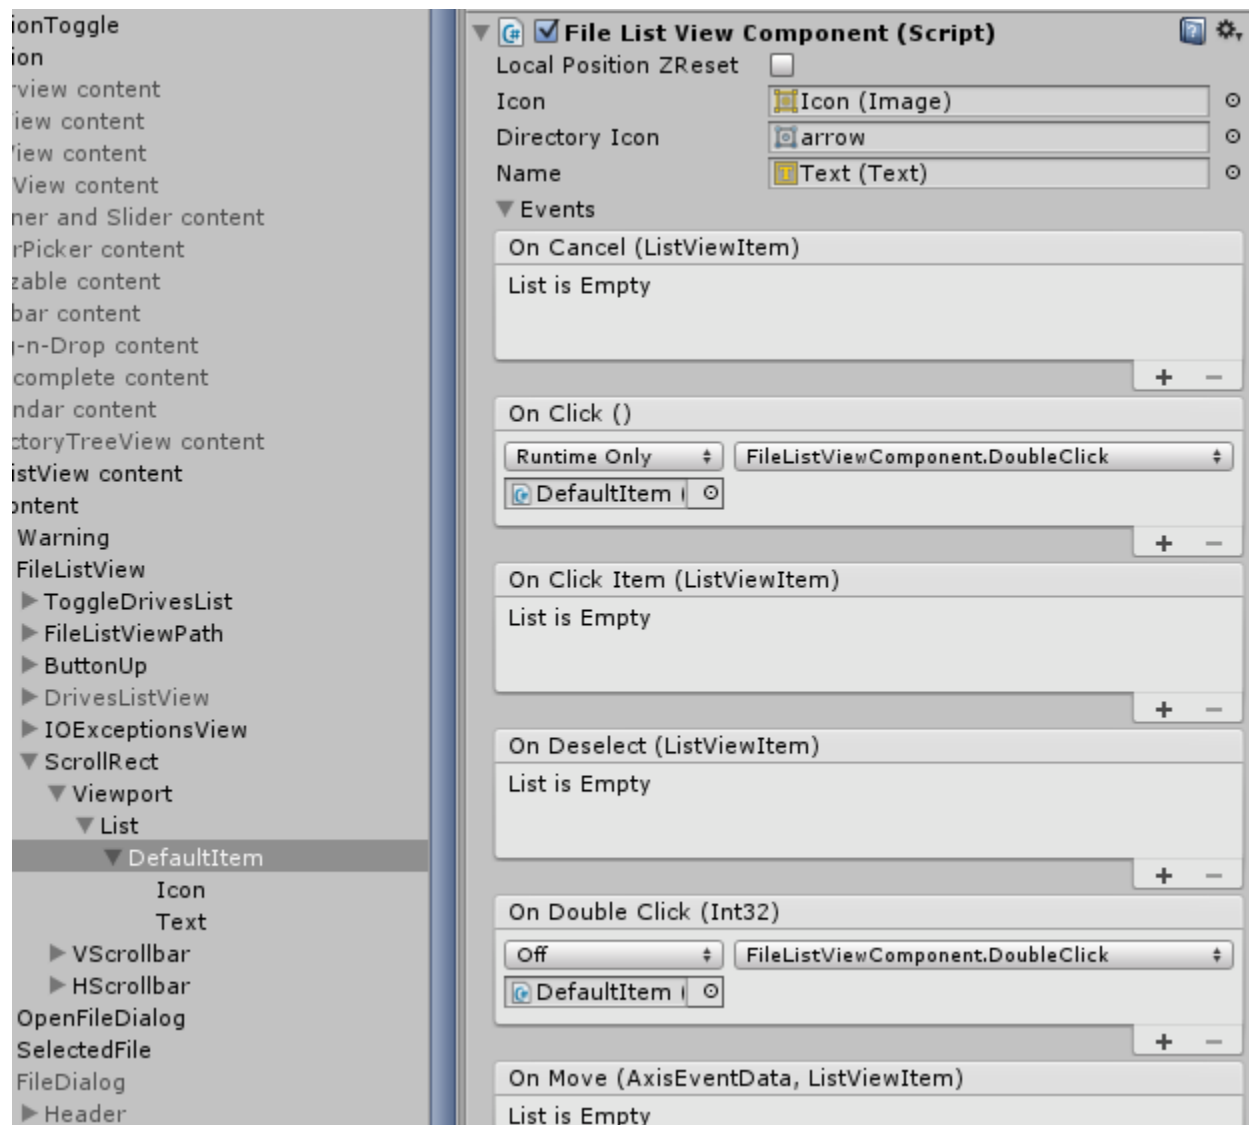 ionToggle
ion
rview content
iew content
View content
View content
ner and Slider content
rPicker content
zable content
bar content
g-n-Drop content
complete content
ndar content
ctoryTreeView content
istView content
ontent
Warning
FileListView
ToggleDrivesList
FileListViewPath
ButtonUp
DrivesListView
IOExceptionsView
ScrollRect
Viewport
List
DefaultItem
Icon
Text
VScrollbar
HScrollbar
OpenFileDialog
SelectedFile
FileDialog
Header
File List View Component (Script)
Local Position ZReset
Icon Icon (Image)
Directory Icon arrow
Name Text (Text)
Events
On Cancel (ListViewItem)
List is Empty
+ −
On Click ()
Runtime Only FileListViewComponent.DoubleClick
DefaultItem (
+ −
On Click Item (ListViewItem)
List is Empty
+ −
On Deselect (ListViewItem)
List is Empty
+ −
On Double Click (Int32)
Off FileListViewComponent.DoubleClick
DefaultItem (
+ −
On Move (AxisEventData, ListViewItem)
List is Empty